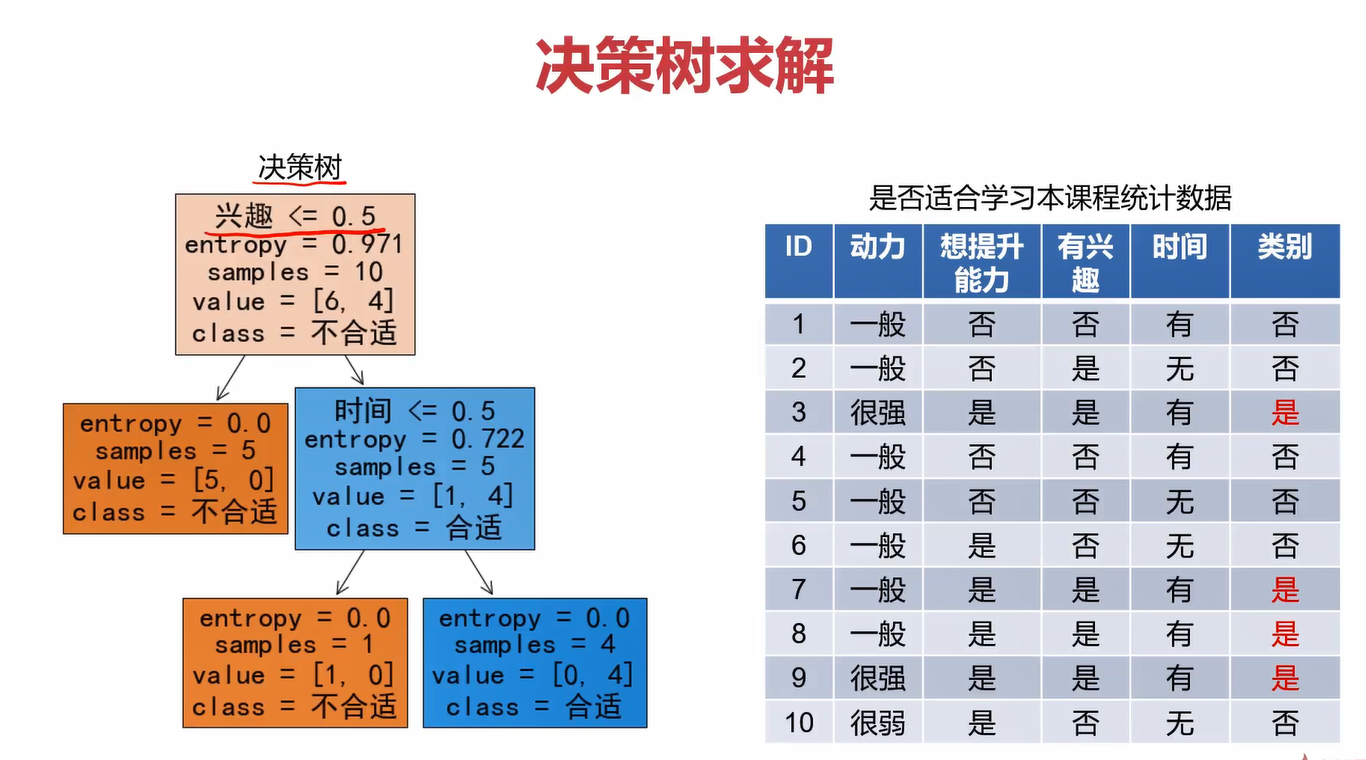 决策树求解
决策树
兴趣 <= 0.5
entropy = 0.971
samples = 10
value = [6, 4]
class = 不合适
entropy = 0.0
samples = 5
value = [5, 0]
class = 不合适
时间 <= 0.5
entropy = 0.722
samples = 5
value = [1, 4]
class = 合适
entropy = 0.0
samples = 1
value = [1, 0]
class = 不合适
entropy = 0.0
samples = 4
value = [0, 4]
class = 合适
是否适合学习本课程统计数据
ID 动力 想提升能力 有兴趣 时间 类别
1 一般 否 否 有 否
2 一般 否 是 无 否
3 很强 是 是 有 是
4 一般 否 否 有 否
5 一般 否 否 无 否
6 一般 是 否 无 否
7 一般 是 是 有 是
8 一般 是 是 有 是
9 很强 是 是 有 是
10 很弱 是 否 无 否